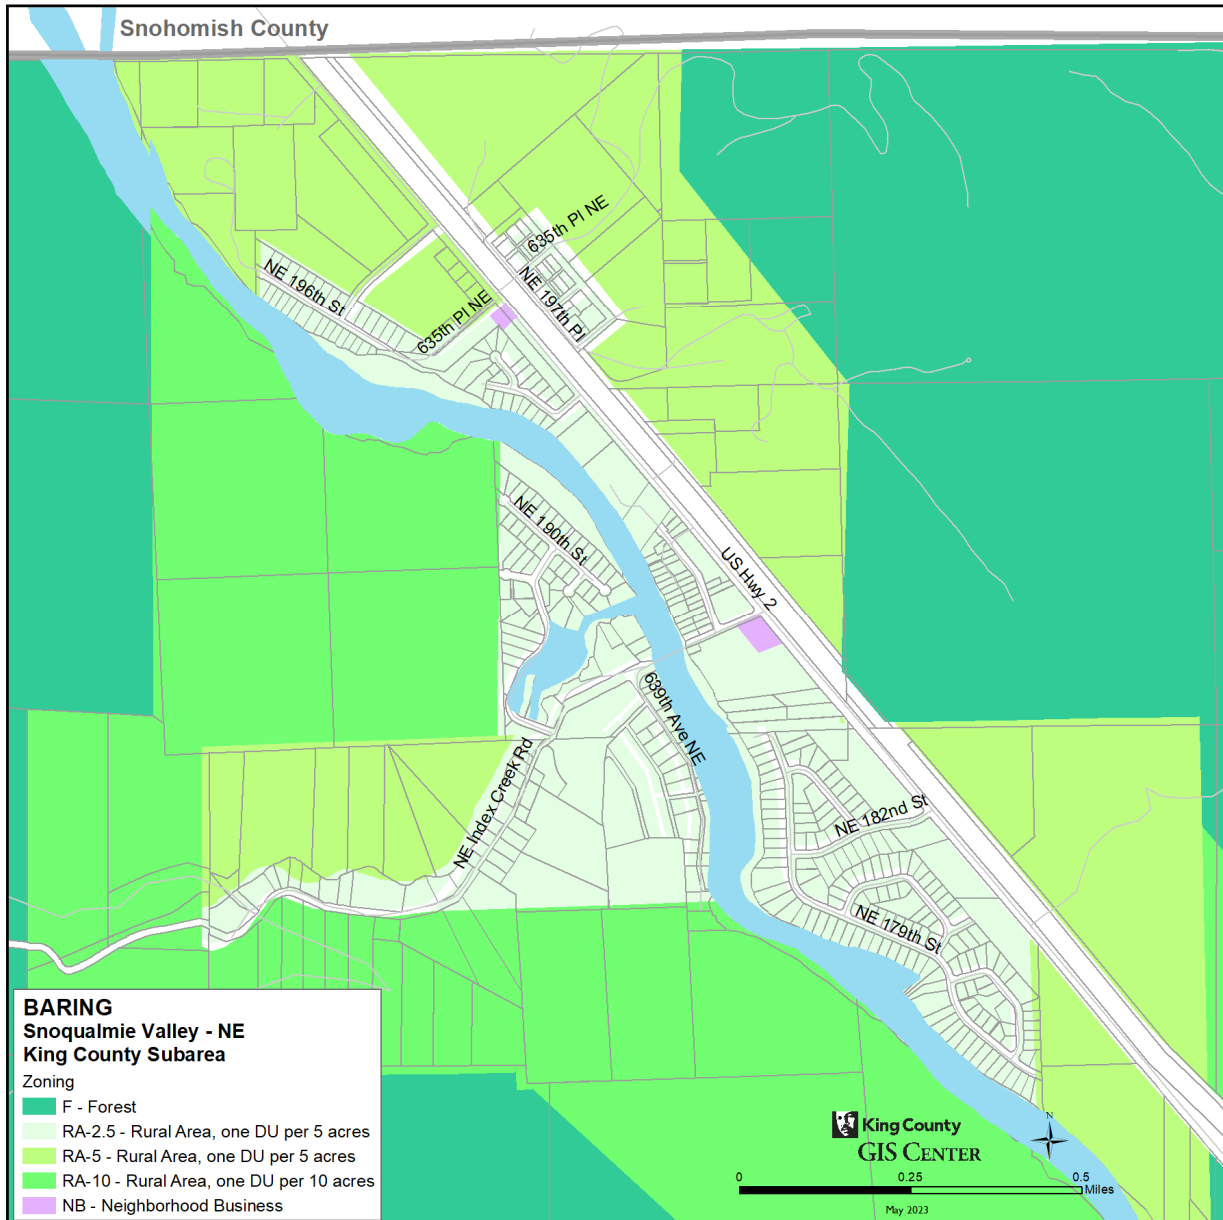 Snohomish County
635th Pl NE
NE 197th Pl
NE 196th St
635th Pl NE
NE 190th St
US Hwy 2
639th Ave NE
NE Index Creek Rd
NE 182nd St
NE 179th St
BARING
Snoqualmie Valley - NE
King County Subarea
Zoning
F - Forest
RA-2.5 - Rural Area, one DU per 5 acres
RA-5 - Rural Area, one DU per 5 acres
RA-10 - Rural Area, one DU per 10 acres
NB - Neighborhood Business
N
King County
GIS CENTER
0 0.25 0.5
Miles
May 2023